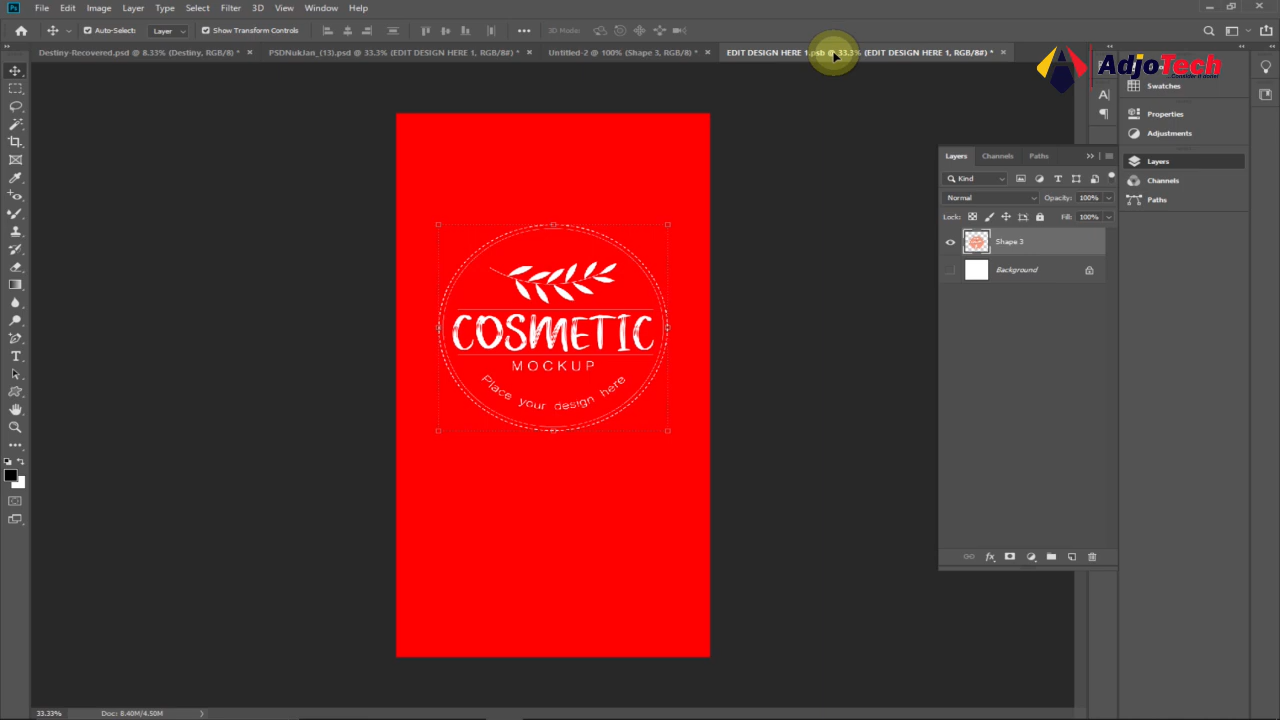 File Edit Image Layer Type Select Filter 3D View Window Help
Auto-Select: Layer Show Transform Controls 3D Mode:
Destiny-Recovered.psd @ 8.33% (Destiny, RGB/8) * PSDNukJan_(13).psd @ 33.3% (EDIT DESIGN HERE 1, RGB/8#) * Untitled-2 @ 100% (Shape 3, RGB/8) * EDIT DESIGN HERE 1.psb @ 33.3% (EDIT DESIGN HERE 1, RGB/8#) *
AdjoTech
Consider it done!
Swatches
Properties
Adjustments
Layers
Channels
Paths
Layers Channels Paths
Kind
Normal Opacity: 100%
Lock: Fill: 100%
Shape 3
Background
COSMETIC
MOCKUP
Place your design here
33.33% Doc: 8.40M/4.50M